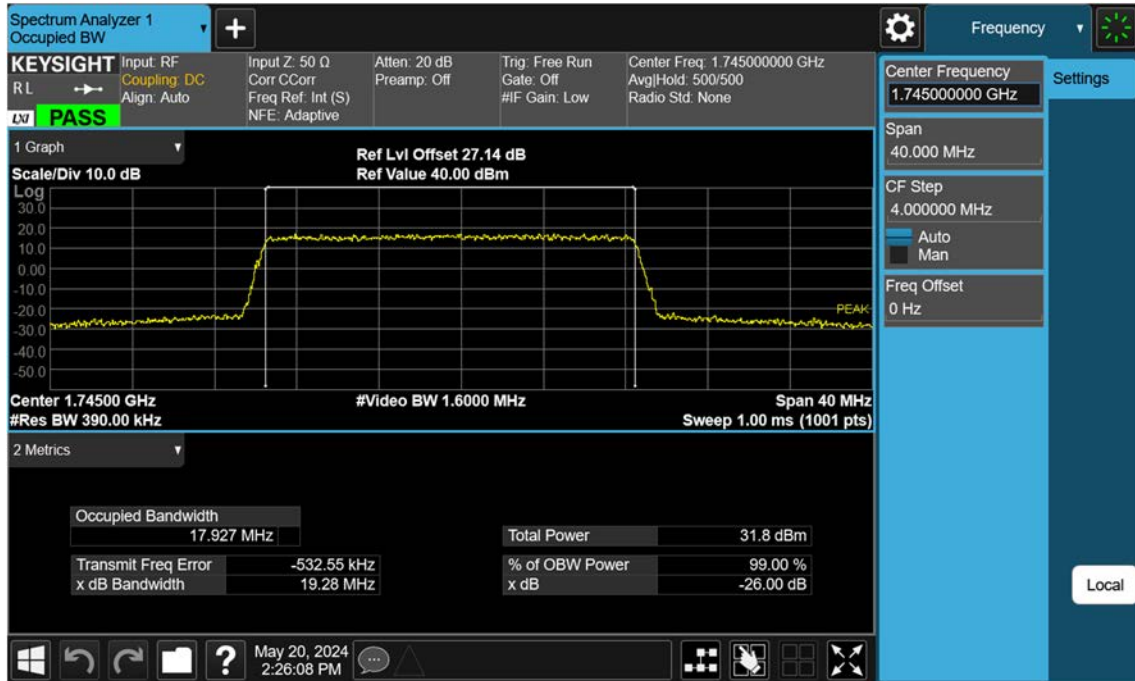 Spectrum Analyzer 1
Occupied BW
+
Frequency
KEYSIGHT
R L
LXI
PASS
Input: RF
Coupling: DC
Align: Auto
Input Z: 50 Ω
Corr CCorr
Freq Ref: Int (S)
NFE: Adaptive
Atten: 20 dB
Preamp: Off
Trig: Free Run
Gate: Off
#IF Gain: Low
Center Freq: 1.745000000 GHz
Avg|Hold: 500/500
Radio Std: None
Center Frequency
1.745000000 GHz
Settings
Span
40.000 MHz
CF Step
4.000000 MHz
Auto
Man
Freq Offset
0 Hz
Local
1 Graph
Scale/Div 10.0 dB
Ref Lvl Offset 27.14 dB
Ref Value 40.00 dBm
Log
30.0
20.0
10.0
0.00
-10.0
-20.0
-30.0
-40.0
-50.0
PEAK
Center 1.74500 GHz
#Video BW 1.6000 MHz
Span 40 MHz
#Res BW 390.00 kHz
Sweep 1.00 ms (1001 pts)
2 Metrics
Occupied Bandwidth
17.927 MHz
Total Power 31.8 dBm
Transmit Freq Error -532.55 kHz
% of OBW Power 99.00 %
x dB Bandwidth 19.28 MHz
x dB -26.00 dB
?
May 20, 2024
2:26:08 PM